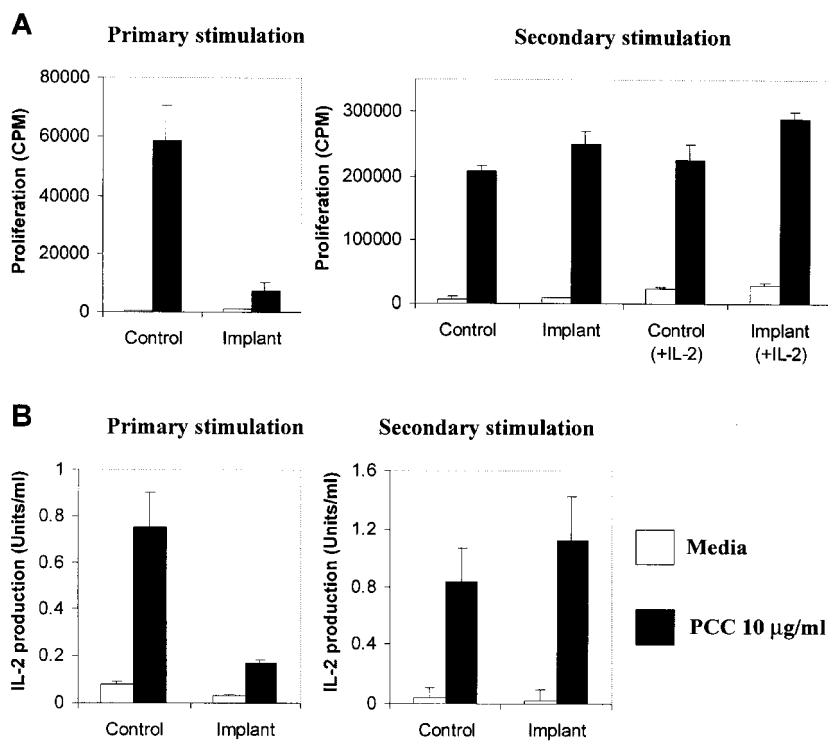 A
Primary stimulation
Secondary stimulation
Proliferation (CPM)
80000
60000
40000
20000
0
Control
Implant
Proliferation (CPM)
300000
200000
100000
0
Control
Implant
Control
(+IL-2)
Implant
(+IL-2)
B
Primary stimulation
Secondary stimulation
IL-2 production (Units/ml)
1
0.8
0.6
0.4
0.2
0
Control
Implant
IL-2 production (Units/ml)
1.6
1.2
0.8
0.4
0
Control
Implant
Media
PCC 10 µg/ml